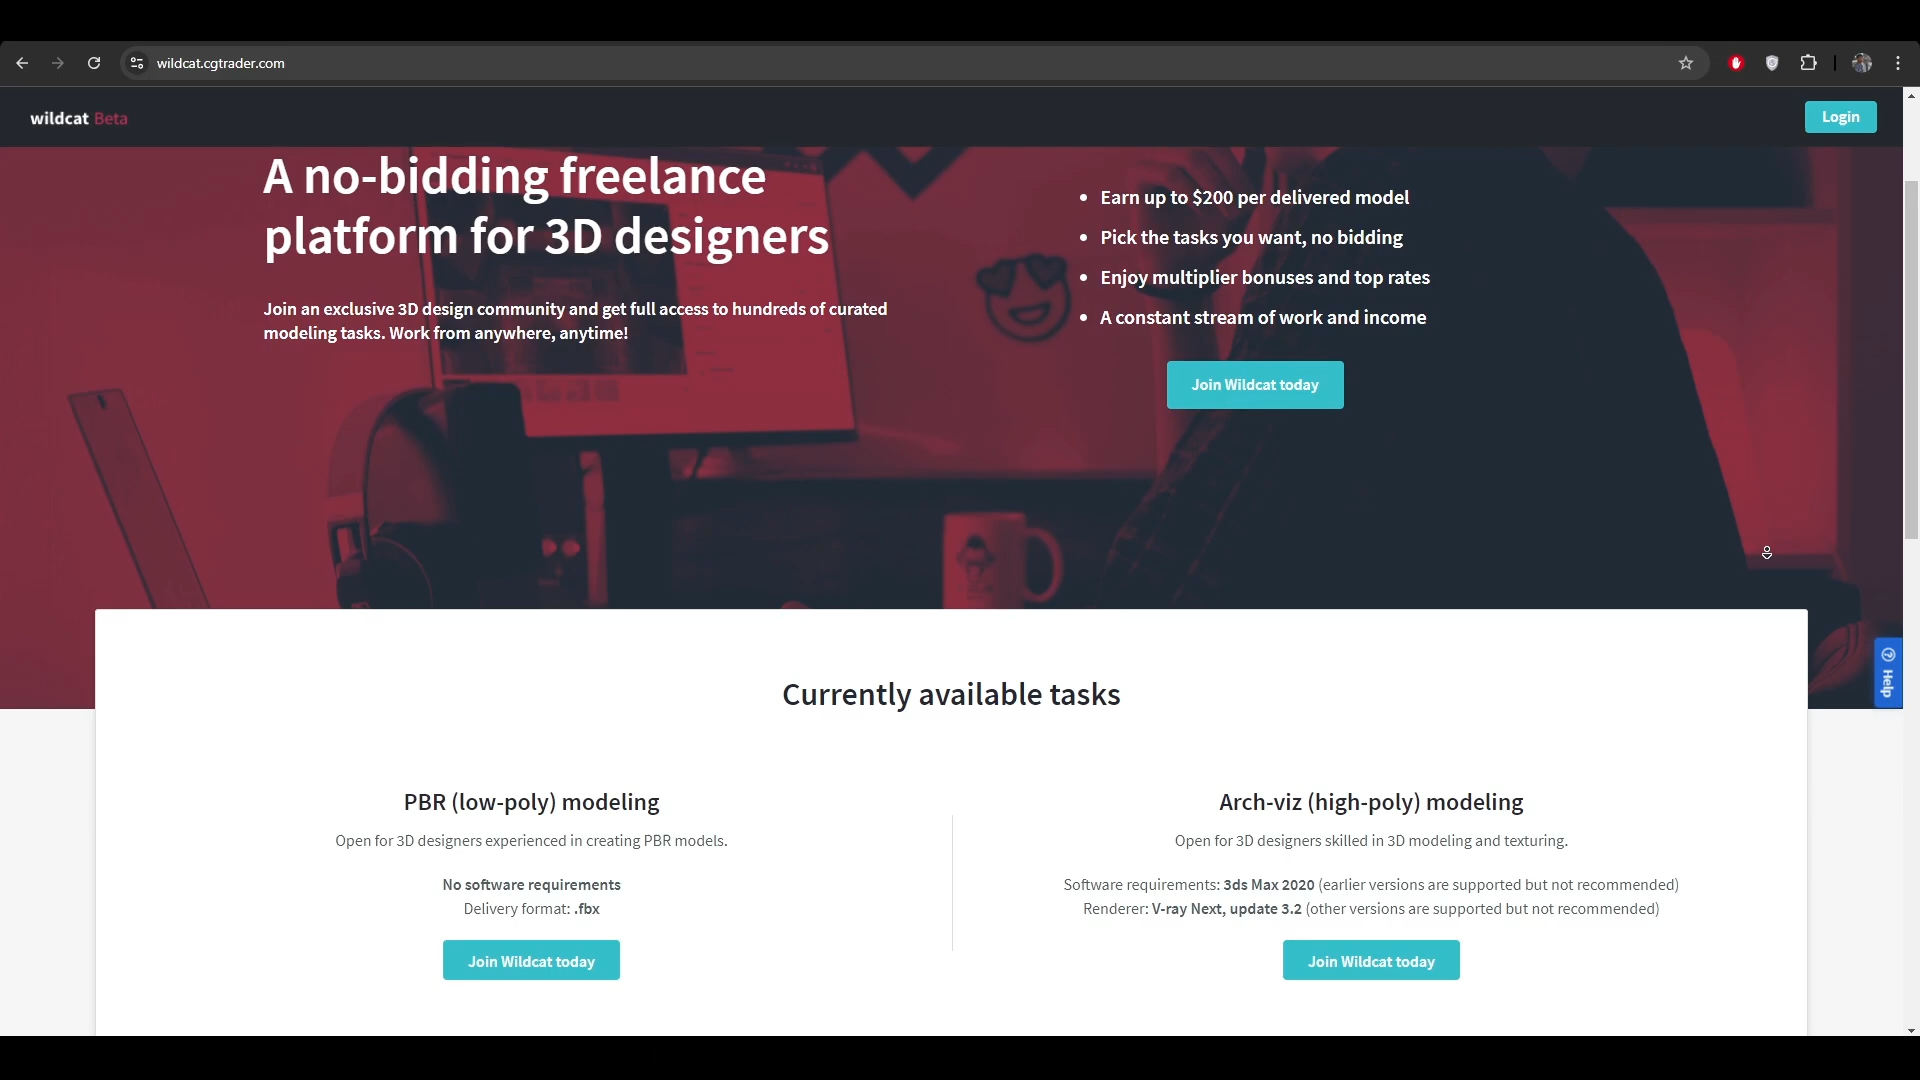 wildcat.cgtrader.com
wildcat Beta
Login
A no-bidding freelance
platform for 3D designers
Join an exclusive 3D design community and get full access to hundreds of curated
modeling tasks. Work from anywhere, anytime!
• Earn up to $200 per delivered model
• Pick the tasks you want, no bidding
• Enjoy multiplier bonuses and top rates
• A constant stream of work and income
Join Wildcat today
Help
Currently available tasks
PBR (low-poly) modeling
Open for 3D designers experienced in creating PBR models.
No software requirements
Delivery format: .fbx
Join Wildcat today
Arch-viz (high-poly) modeling
Open for 3D designers skilled in 3D modeling and texturing.
Software requirements: 3ds Max 2020 (earlier versions are supported but not recommended)
Renderer: V-ray Next, update 3.2 (other versions are supported but not recommended)
Join Wildcat today